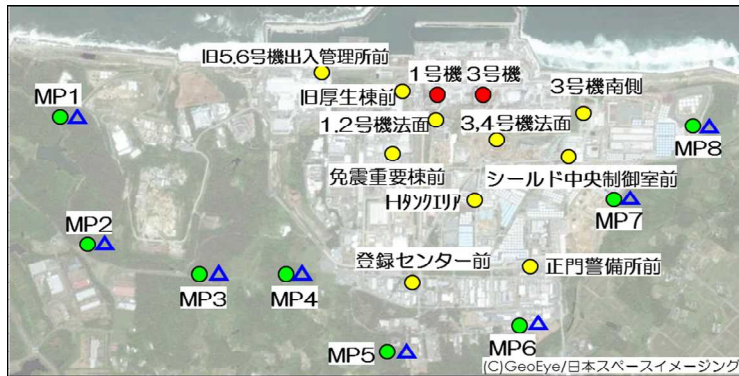 旧5.6号機出入管理所前
1号機
3号機
MP1
旧厚生棟前
3号機南側
1.2号機法面
3,4号機法面
MP8
免震重要棟前
シールド中央制御室前
Hﾀﾝｸｴﾘｱ
MP7
MP2
登録センター前
正門警備所前
MP3
MP4
MP6
MP5
(C)GeoEye/日本スペースイメージング